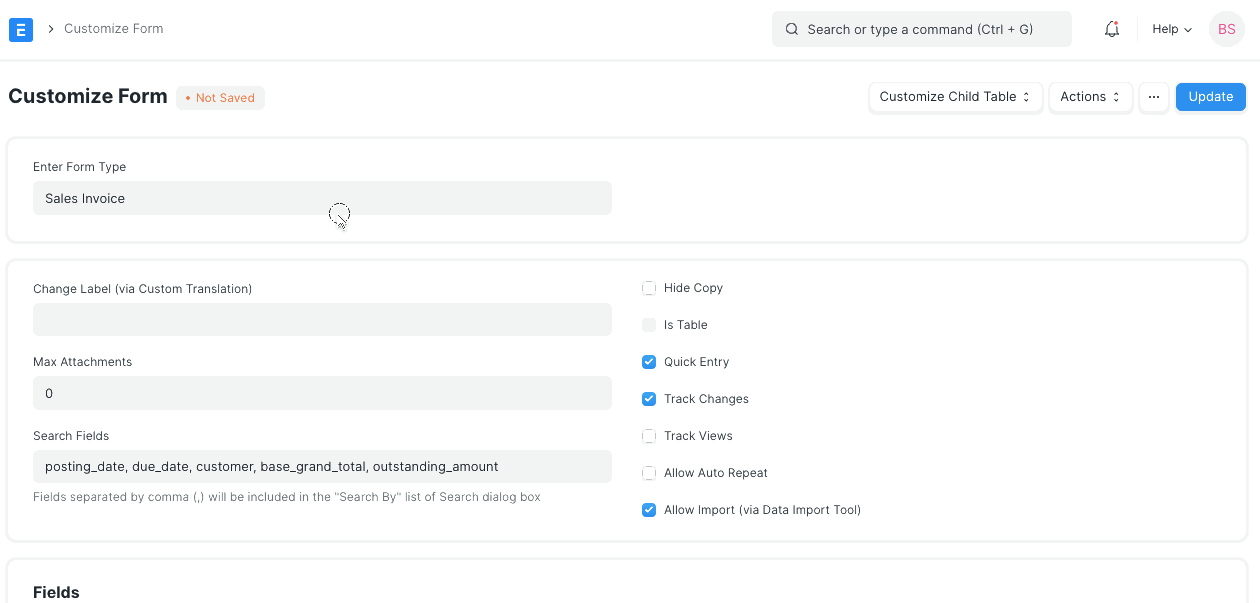 E
Customize Form
Search or type a command (Ctrl + G)
Help
BS
Customize Form
• Not Saved
Customize Child Table
Actions
Update
Enter Form Type
Sales Invoice
Change Label (via Custom Translation)
Max Attachments
0
Search Fields
posting_date, due_date, customer, base_grand_total, outstanding_amount
Fields separated by comma (,) will be included in the "Search By" list of Search dialog box
Hide Copy
Is Table
Quick Entry
Track Changes
Track Views
Allow Auto Repeat
Allow Import (via Data Import Tool)
Fields